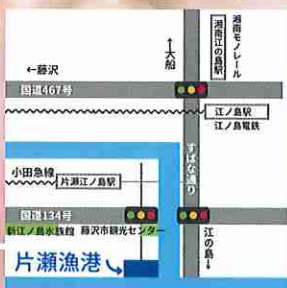 湘南モノレール
湘南江の島駅
↑大船
←藤沢
国道467号
江ノ島駅
江ノ島電鉄
すばな通り
小田急線
片瀬江ノ島駅
国道134号
新江ノ島水族館
藤沢市観光センター
江の島↓
片瀬漁港